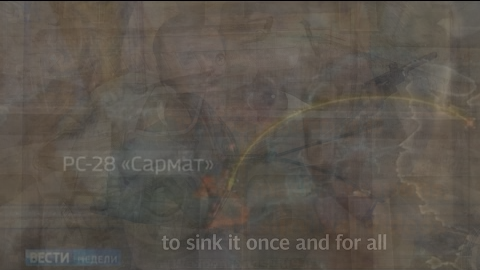 РС-28 «Сармат»
to sink it once and for all
ВЕСТИ недели